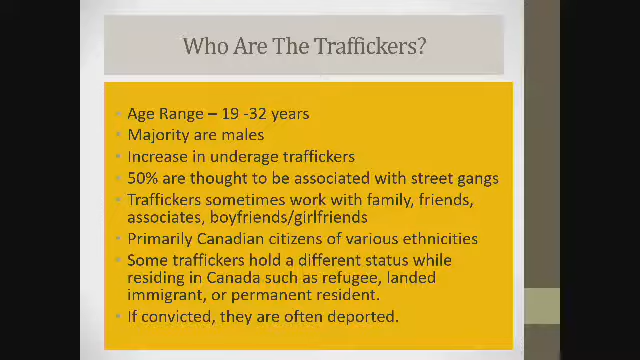 Who Are The Traffickers?
• Age Range – 19 -32 years
• Majority are males
• Increase in underage traffickers
• 50% are thought to be associated with street gangs
• Traffickers sometimes work with family, friends,
associates, boyfriends/girlfriends
• Primarily Canadian citizens of various ethnicities
• Some traffickers hold a different status while
residing in Canada such as refugee, landed
immigrant, or permanent resident.
• If convicted, they are often deported.